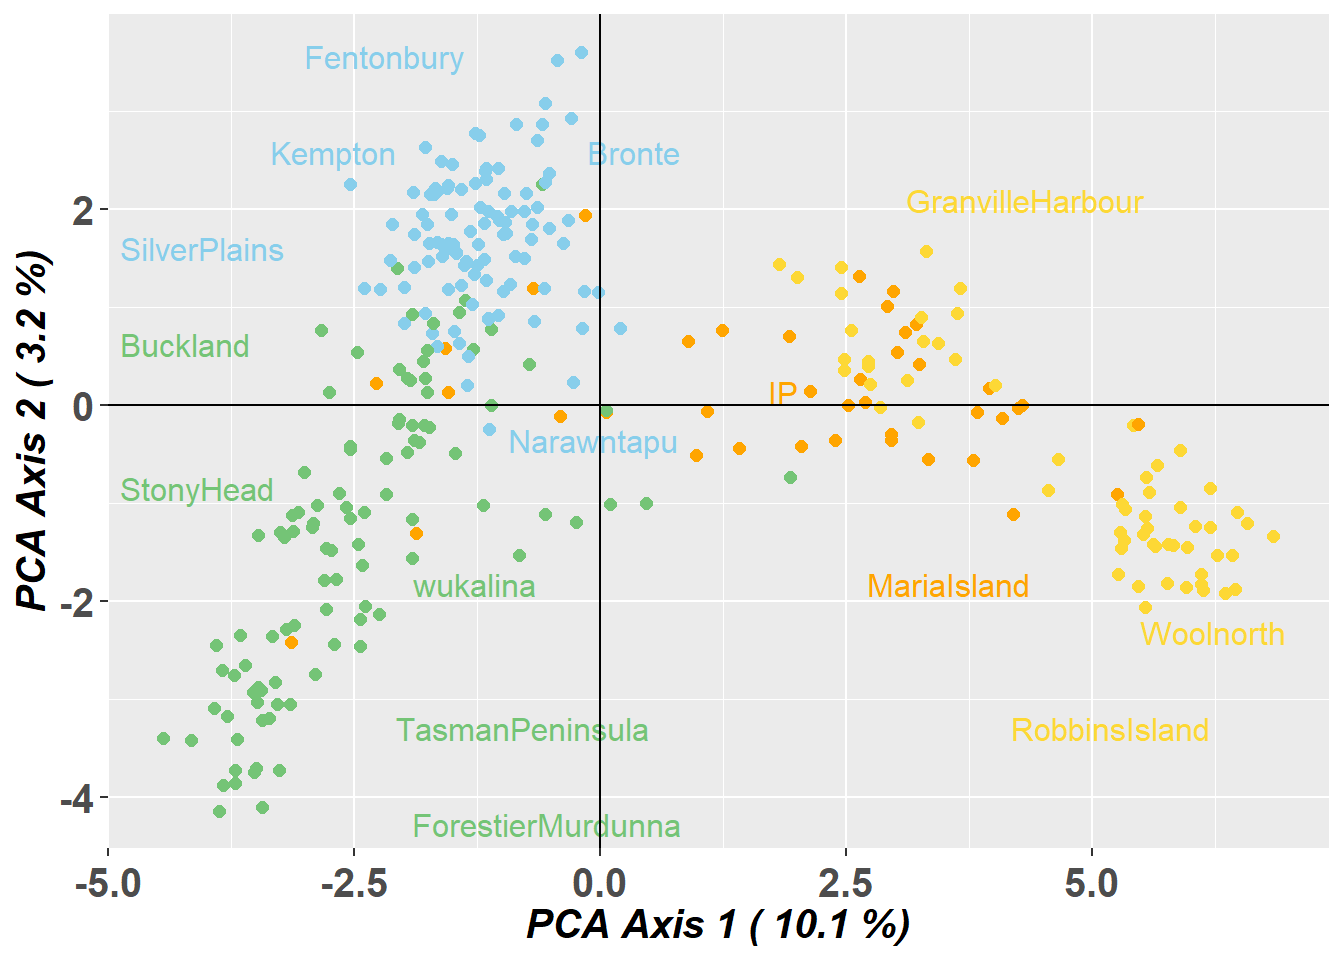 Fentonbury
Kempton
Bronte
GranvilleHarbour
2
SilverPlains
Buckland
IP
0
Narawntapu
StonyHead
wukalina
MariaIsland
-2
Woolnorth
TasmanPeninsula
RobbinsIsland
-4
ForestierMurdunna
-5.0 -2.5 0.0 2.5 5.0
PCA Axis 1 ( 10.1 %)
PCA Axis 2 ( 3.2 %)